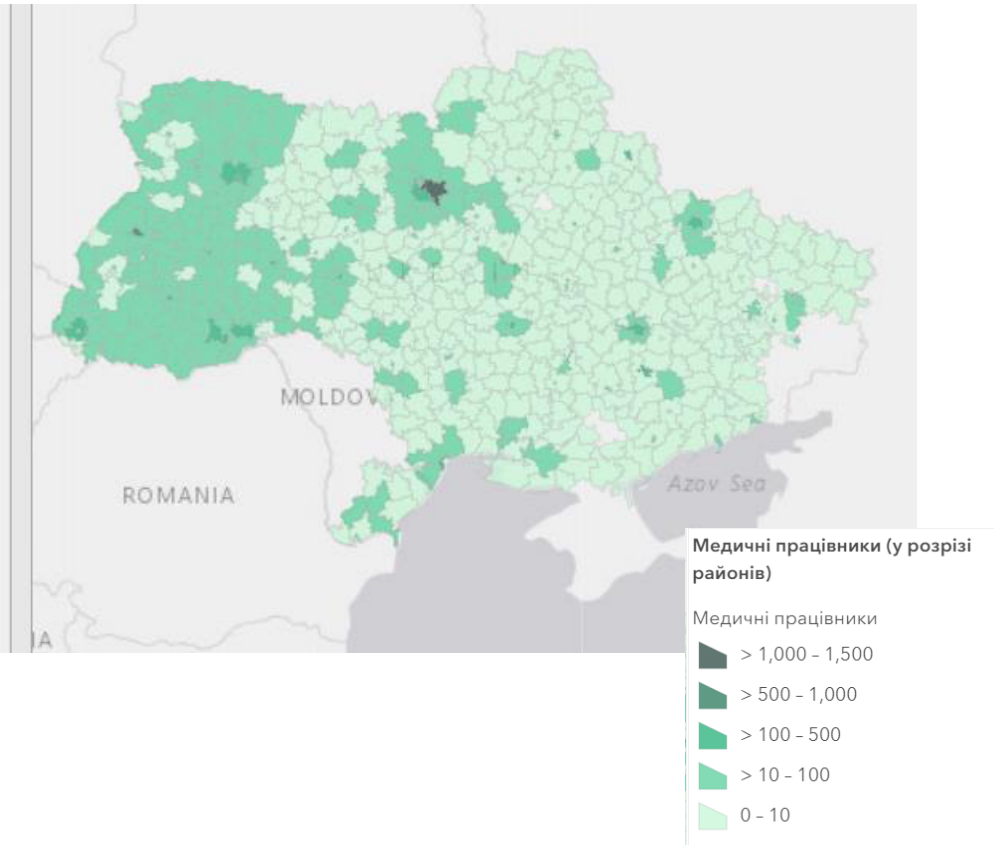 MOLDOV
ROMANIA
Azov Sea
IA
Медичні працівники (у розрізі
районів)
Медичні працівники
> 1,000 – 1,500
> 500 – 1,000
> 100 – 500
> 10 – 100
0 – 10